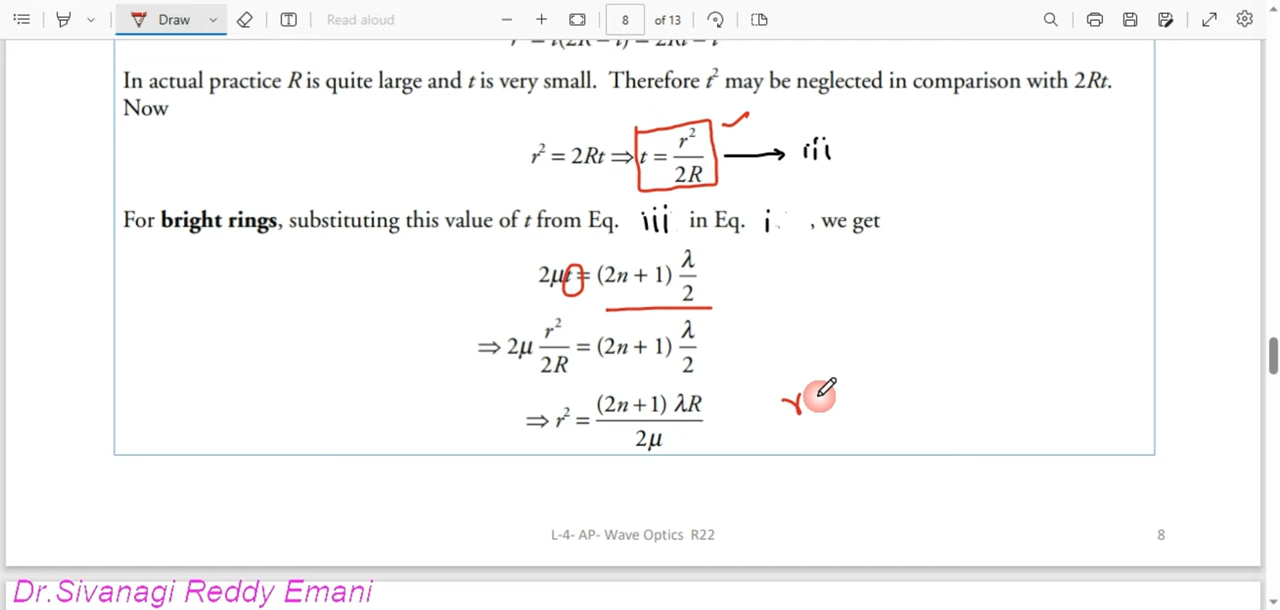 Draw
Read aloud
8 of 13
In actual practice R is quite large and t is very small. Therefore t² may be neglected in comparison with 2Rt.
Now
r² = 2Rt ⇒ t = r²/2R → iii
For bright rings, substituting this value of t from Eq. iii in Eq. i , we get
2μt = (2n + 1) λ/2
⇒ 2μ r²/2R = (2n + 1) λ/2
⇒ r² = (2n+1) λR/2μ
r
L-4- AP- Wave Optics R22
8
Dr.Sivanagi Reddy Emani